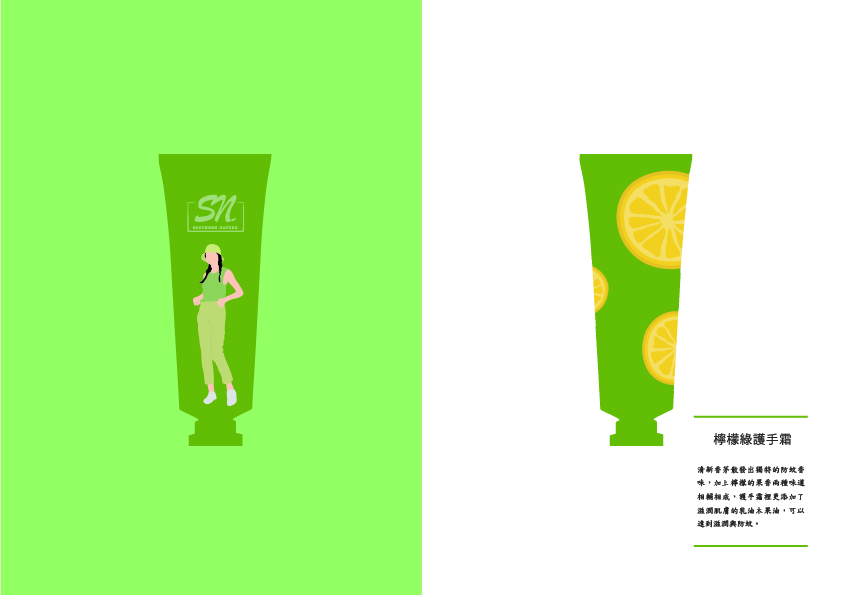 SN
檸檬綠護手霜
清新香茅散發出獨特的防蚊香
味，加上檸檬的果香兩種味道
相輔相成，護手霜裡更添加了
滋潤肌膚的乳油木果油，可以
達到滋潤與防蚊。